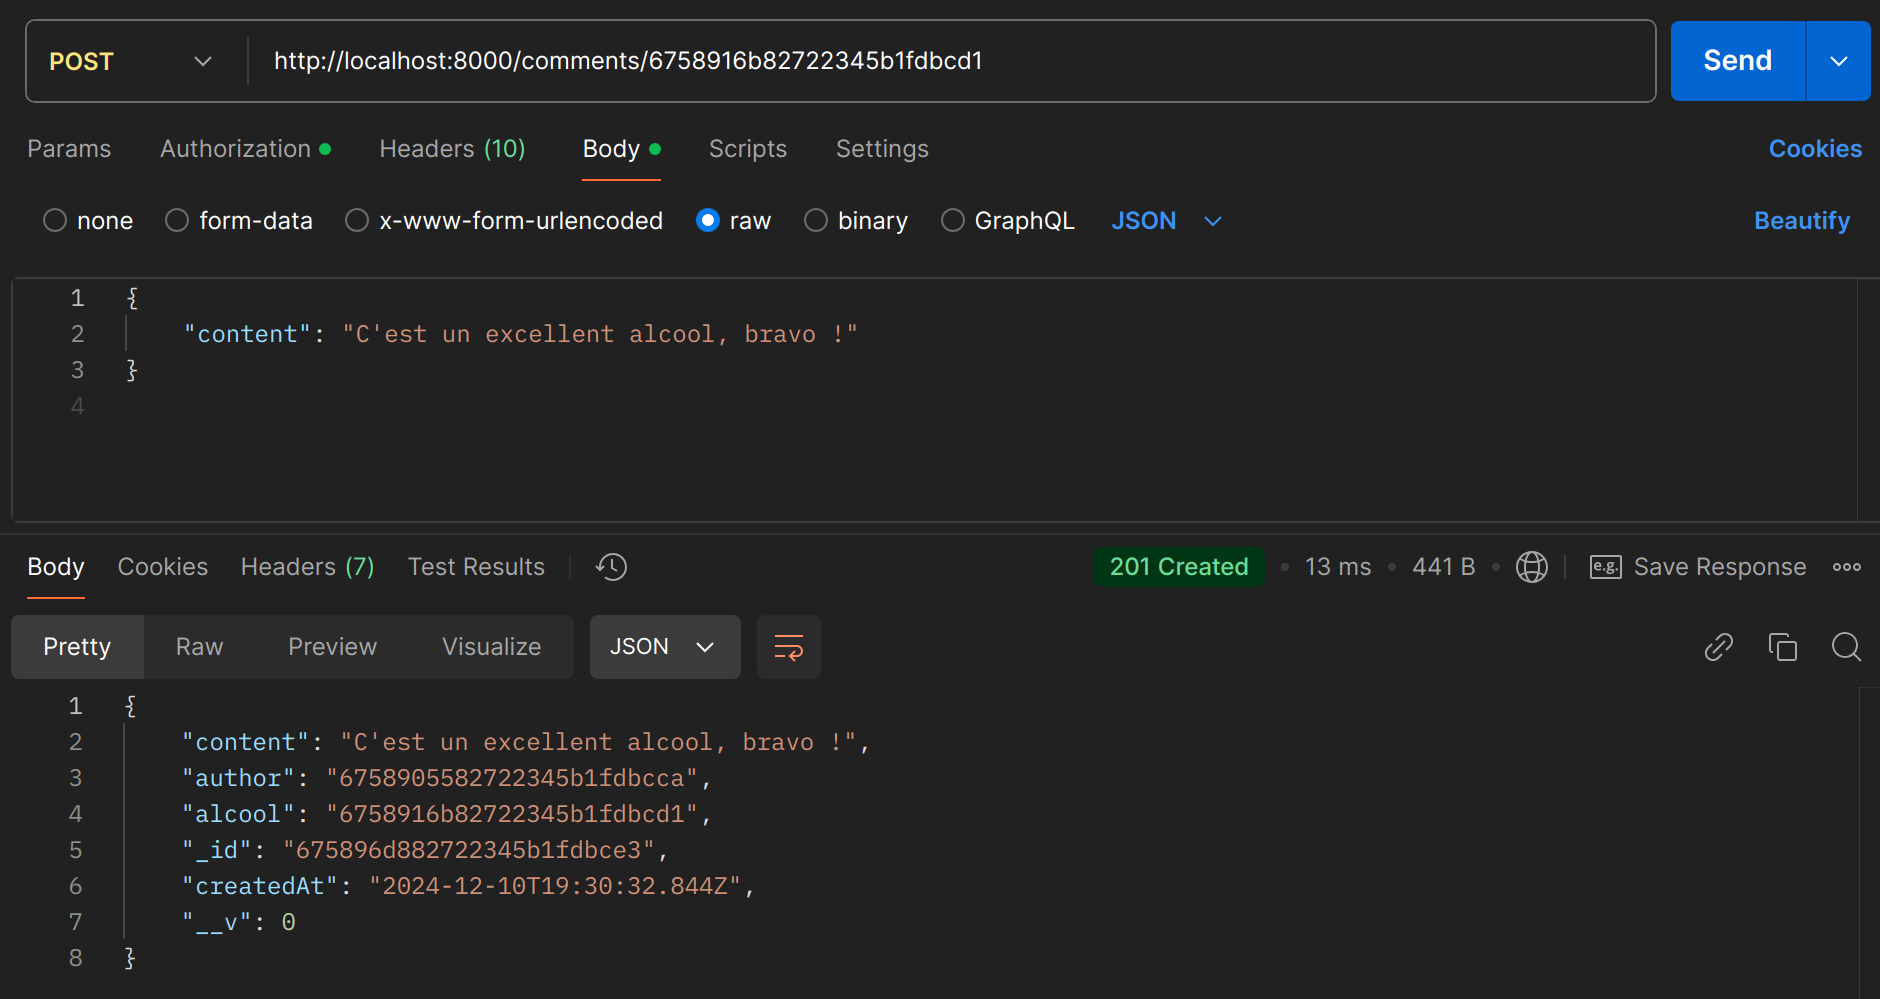 POST http://localhost:8000/comments/6758916b82722345b1fdbcd1 Send
Params Authorization Headers (10) Body Scripts Settings Cookies
none form-data x-www-form-urlencoded raw binary GraphQL JSON Beautify
1 {
2 "content": "C'est un excellent alcool, bravo !"
3 }
4
Body Cookies Headers (7) Test Results 201 Created 13 ms 441 B e.g. Save Response
Pretty Raw Preview Visualize JSON
1 {
2 "content": "C'est un excellent alcool, bravo !",
3 "author": "6758905582722345b1fdbcca",
4 "alcool": "6758916b82722345b1fdbcd1",
5 "_id": "675896d882722345b1fdbce3",
6 "createdAt": "2024-12-10T19:30:32.844Z",
7 "__v": 0
8 }